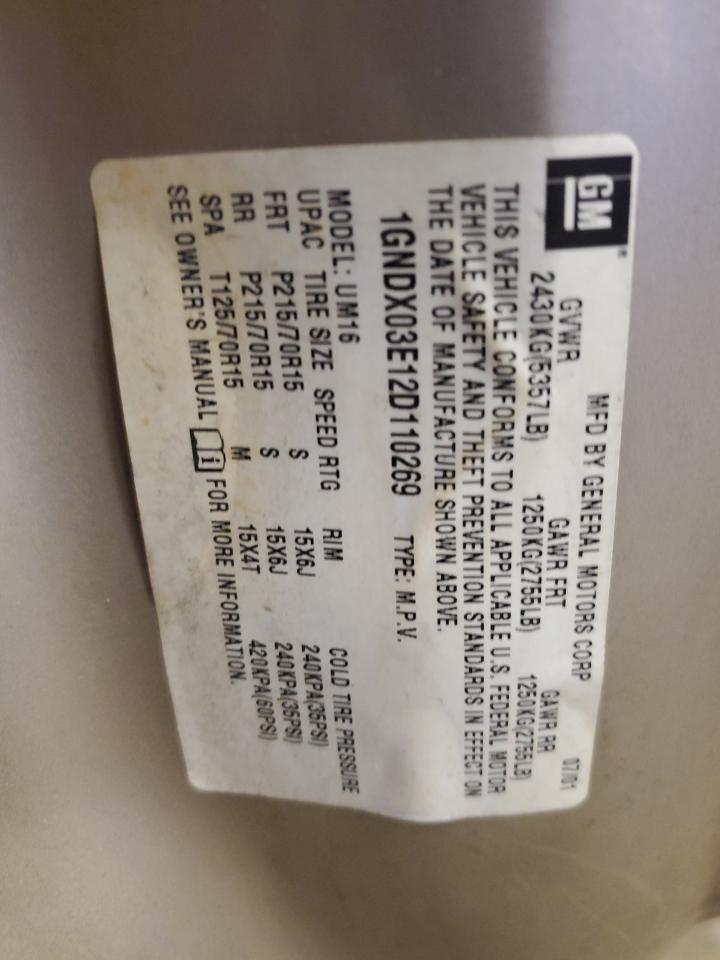 GM®
MFD BY GENERAL MOTORS CORP 07/01
GVWR GAWR FRT GAWR RR
2430KG(5357LB) 1250KG(2755LB) 1250KG(2755LB)
THIS VEHICLE CONFORMS TO ALL APPLICABLE U.S. FEDERAL MOTOR
VEHICLE SAFETY AND THEFT PREVENTION STANDARDS IN EFFECT ON
THE DATE OF MANUFACTURE SHOWN ABOVE.
1GNDX03E12D110269 TYPE: M.P.V.
MODEL: UM16
UPAC TIRE SIZE SPEED RTG RIM COLD TIRE PRESSURE
FRT P215/70R15 S 15X6J 240KPA(35PSI)
RR P215/70R15 S 15X6J 240KPA(35PSI)
SPA T125/70R15 M 15X4T 420KPA(60PSI)
SEE OWNER'S MANUAL i FOR MORE INFORMATION.